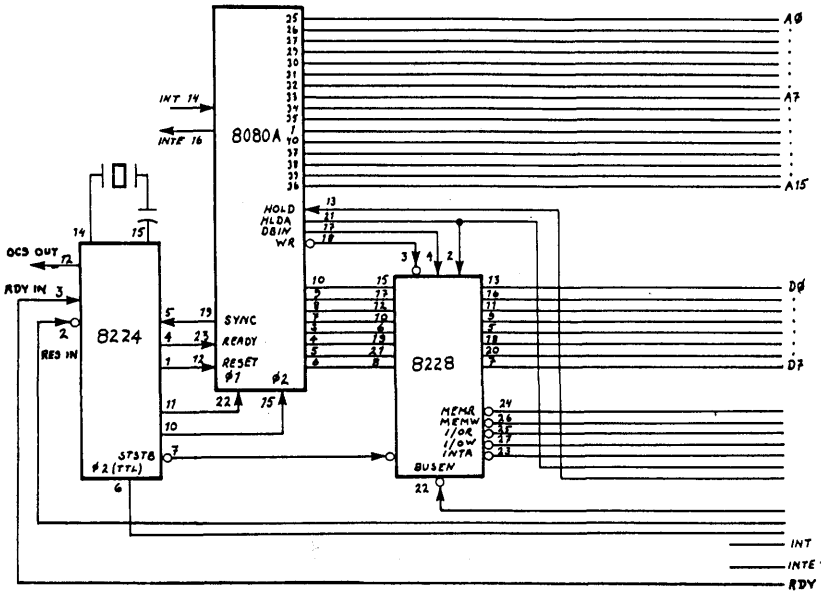 25 A0
26
27
29
30
31
32
33 A7
34
35
1
40
37
38
39
36 A15
INT 14
INTE 16
8080A
HOLD 13
HLDA 21
DBIN 17
WR 18
14 15
OCS OUT 12
RDY IN 3
2
RES IN
8224
5 19 SYNC
4 23 READY
1 12 RESET
Ø1 Ø2
11 22 15
10
STSTB 7
Ø2 (TTL)
6
3 4 2
10 15 13 D0
9 17 16
8 12 11
7 10 9
3 6 5
4 19 18
5 21 20
6 8 7 D7
8228
MEMR 24
MEMW 26
I/OR 25
I/OW 27
INTA 23
BUSEN
22
INT
INTE
RDY